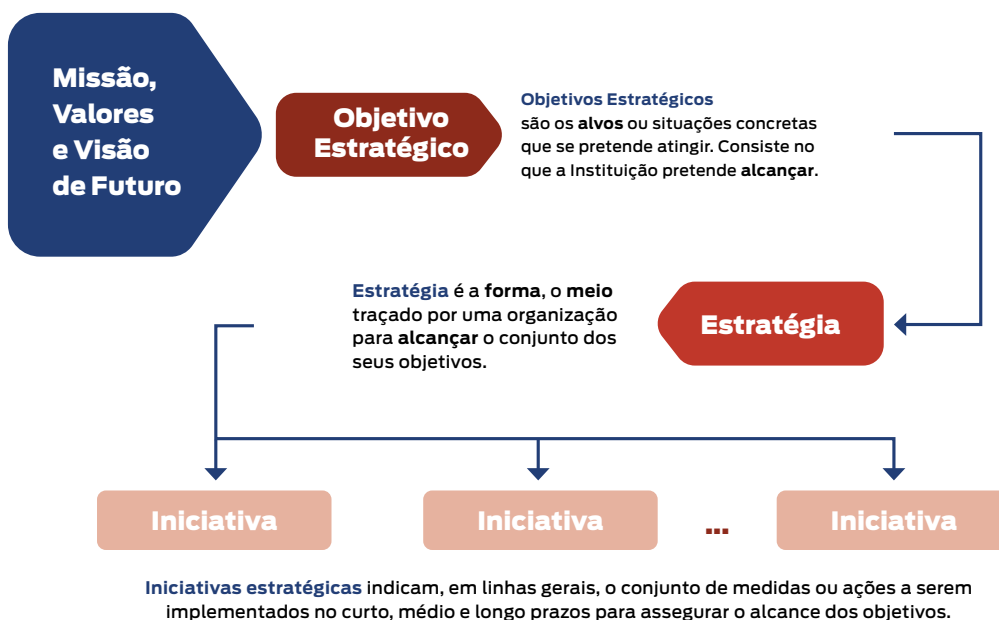 Missão,
Valores
e Visão
de Futuro
Objetivo
Estratégico
Objetivos Estratégicos
são os alvos ou situações concretas
que se pretende atingir. Consiste no
que a Instituição pretende alcançar.
Estratégia é a forma, o meio
traçado por uma organização
para alcançar o conjunto dos
seus objetivos.
Estratégia
Iniciativa
Iniciativa
...
Iniciativa
Iniciativas estratégicas indicam, em linhas gerais, o conjunto de medidas ou ações a serem
implementados no curto, médio e longo prazos para assegurar o alcance dos objetivos.